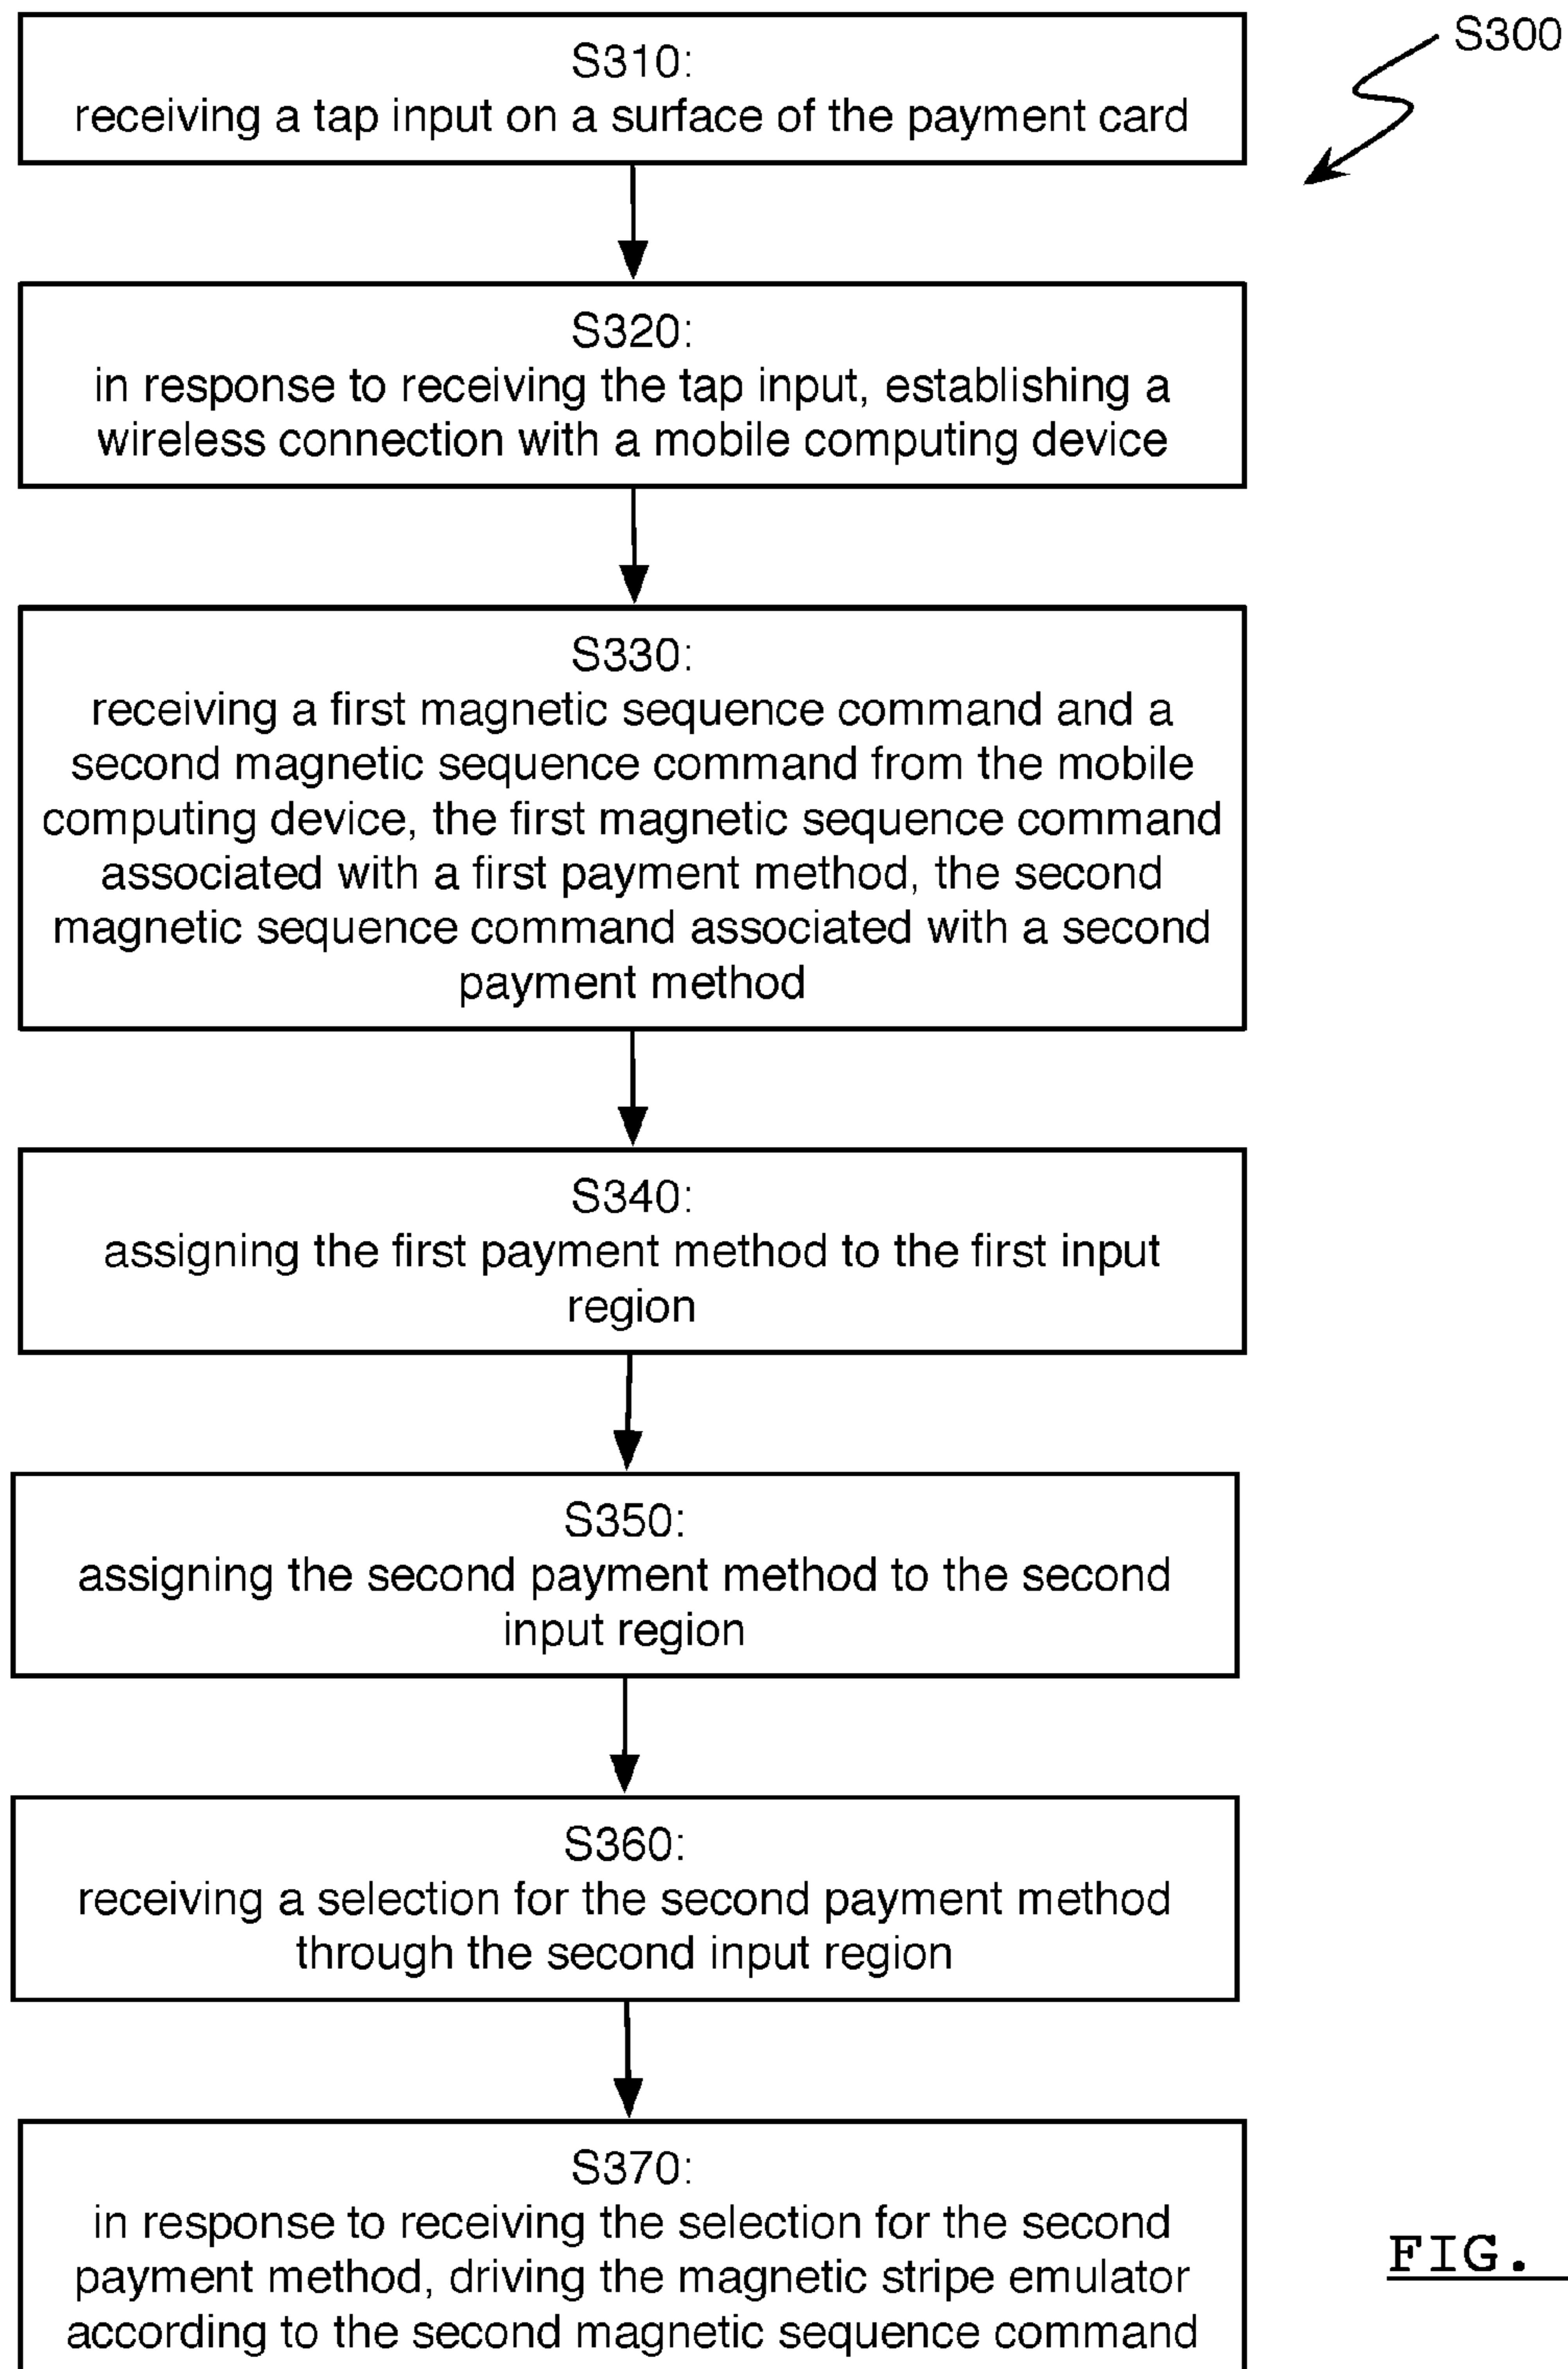 S310:
receiving a tap input on a surface of the payment card
S300
S320:
in response to receiving the tap input, establishing a
wireless connection with a mobile computing device
S330:
receiving a first magnetic sequence command and a
second magnetic sequence command from the mobile
computing device, the first magnetic sequence command
associated with a first payment method, the second
magnetic sequence command associated with a second
payment method
S340:
assigning the first payment method to the first input
region
S350:
assigning the second payment method to the second
input region
S360:
receiving a selection for the second payment method
through the second input region
S370:
in response to receiving the selection for the second
payment method, driving the magnetic stripe emulator
according to the second magnetic sequence command
FIG.